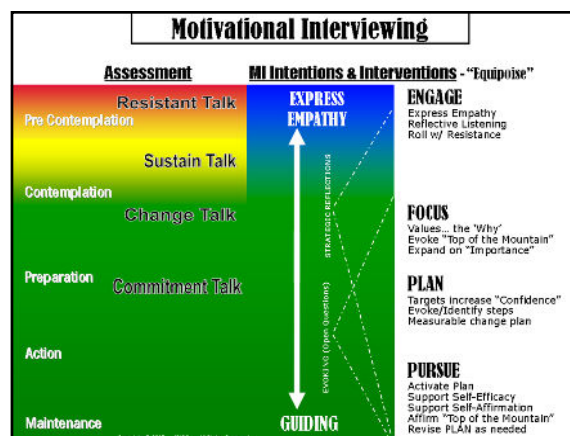 Motivational Interviewing
Assessment
MI Intentions & Interventions - "Equipoise"
Resistant Talk
Pre Contemplation
Sustain Talk
Contemplation
Change Talk
Preparation
Commitment Talk
Action
Maintenance
EXPRESS
EMPATHY
STRATEGIC REFLECTIONS
EVOKING (Open Questions)
GUIDING
ENGAGE
Express Empathy
Reflective Listening
Roll w/ Resistance
FOCUS
Values... the 'Why'
Evoke "Top of the Mountain"
Expand on "Importance"
PLAN
Targets increase "Confidence"
Evoke/Identify steps
Measurable change plan
PURSUE
Activate Plan
Support Self-Efficacy
Support Self-Affirmation
Affirm "Top of the Mountain"
Revise PLAN as needed